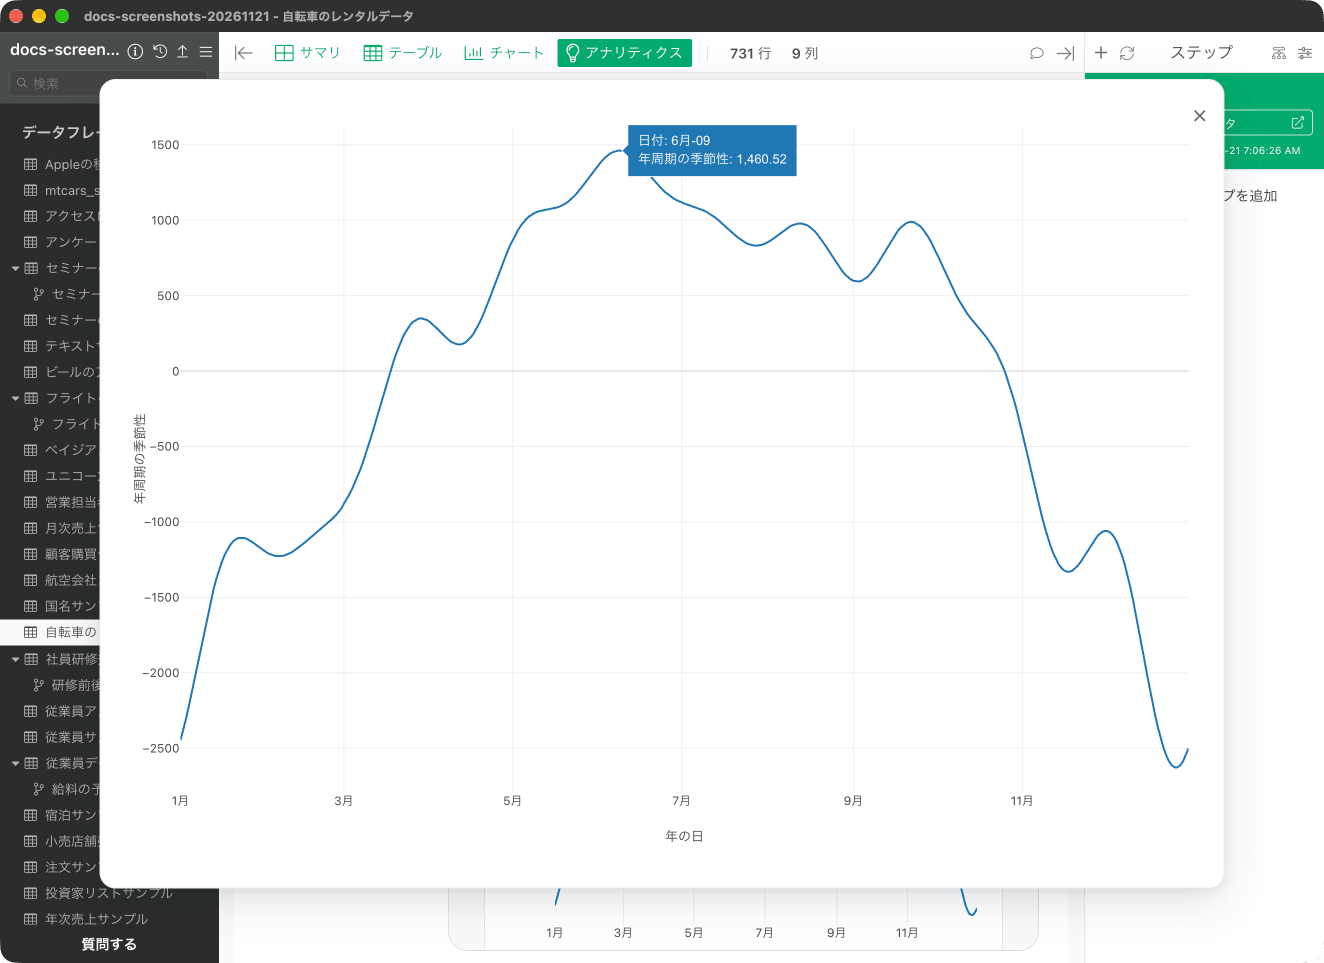 docs-screenshots-20261121 - 自転車のレンタルデータ
docs-screen...
サマリ
テーブル
チャート
アナリティクス
731 行
9 列
ステップ
検索
データフレー
Appleの
mtcars_s
アクセス
アンケー
セミナー
セミナー
セミナー
テキスト
ビールの
フライト
フライト
ベイジア
ユニコー
営業担当
月次売上
顧客購買
航空会社
国名サン
自転車の
社員研修
研修前後
従業員ア
従業員サ
従業員デ
給料の予
宿泊サン
小売店舗
注文サン
投資家リストサンプル
年次売上サンプル
質問する
タ
-21 7:06:26 AM
プを追加
日付: 6月-09
年周期の季節性: 1,460.52
1500
1000
500
0
−500
−1000
−1500
−2000
−2500
年周期の季節性
1月
3月
5月
7月
9月
11月
年の日
1月
3月
5月
7月
9月
11月